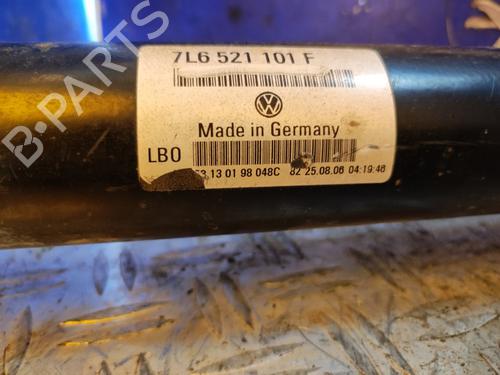 7L6 521 101 F
Made in Germany
LBO
13 01 98 048C 82 25.08.06 04:19:46
B-PARTS